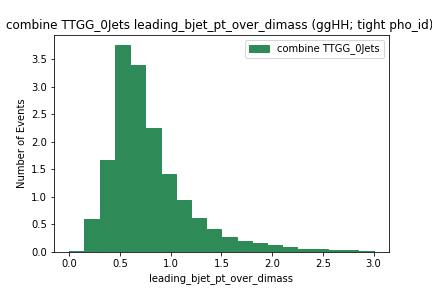 combine TTGG_0Jets leading_bjet_pt_over_dimass (ggHH; tight pho_id)
combine TTGG_0Jets
Number of Events
3.5
3.0
2.5
2.0
1.5
1.0
0.5
0.0
0.0 0.5 1.0 1.5 2.0 2.5 3.0
leading_bjet_pt_over_dimass